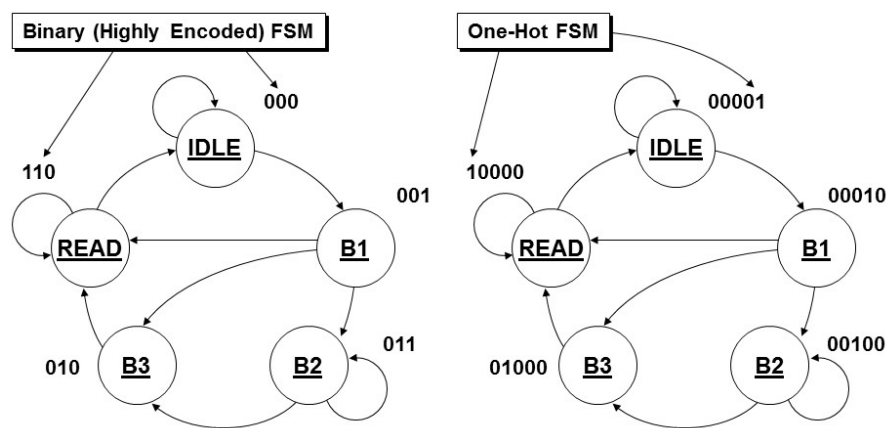 Binary (Highly Encoded) FSM
000
IDLE
110
001
READ
B1
010
B3
B2
011
One-Hot FSM
00001
IDLE
10000
00010
READ
B1
01000
B3
B2
00100